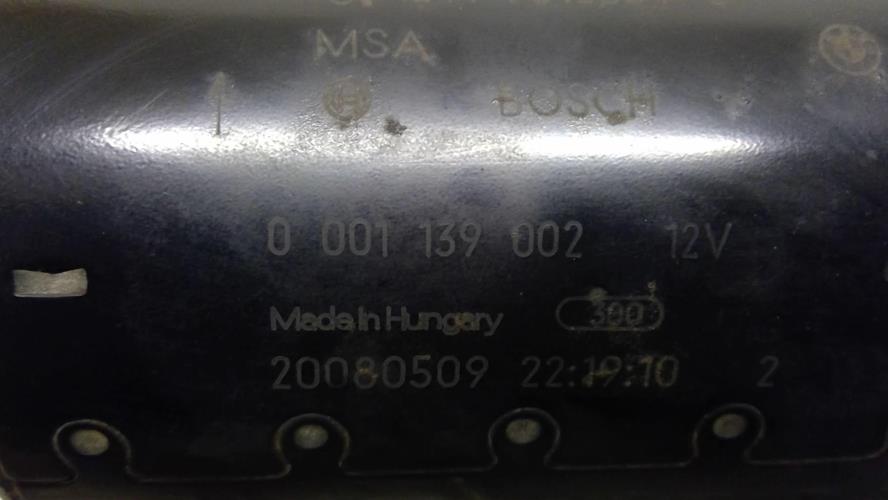 MSA
BOSCH
0 001 139 002 12V
Made in Hungary 300
20080509 22:19:10 2